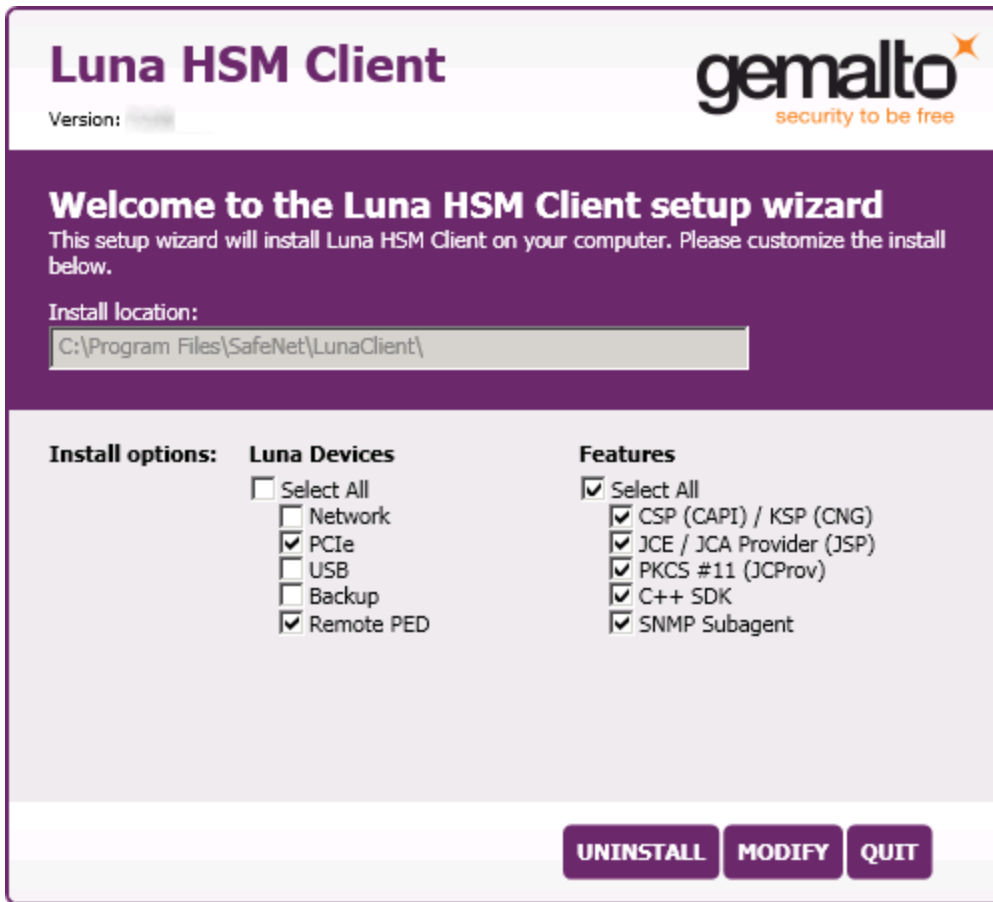 Luna HSM Client
gemalto
security to be free
Version:
Welcome to the Luna HSM Client setup wizard
This setup wizard will install Luna HSM Client on your computer. Please customize the install
below.
Install location:
C:\Program Files\SafeNet\LunaClient\
Install options:
Luna Devices
Select All
Network
PCIe
USB
Backup
Remote PED
Features
Select All
CSP (CAPI) / KSP (CNG)
JCE / JCA Provider (JSP)
PKCS #11 (JCProv)
C++ SDK
SNMP Subagent
UNINSTALL
MODIFY
QUIT